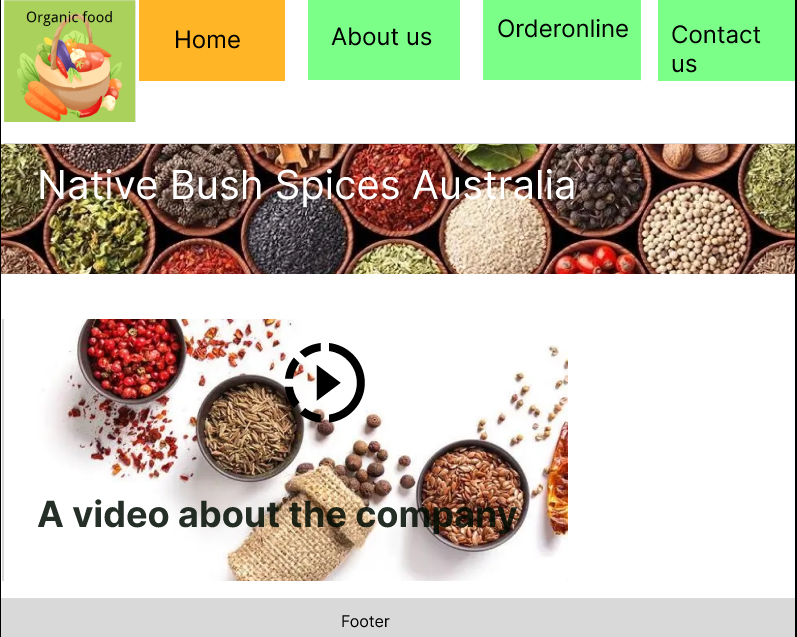 Organic food
Home
About us
Orderonline
Contact
us
Native Bush Spices Australia
A video about the company
Footer